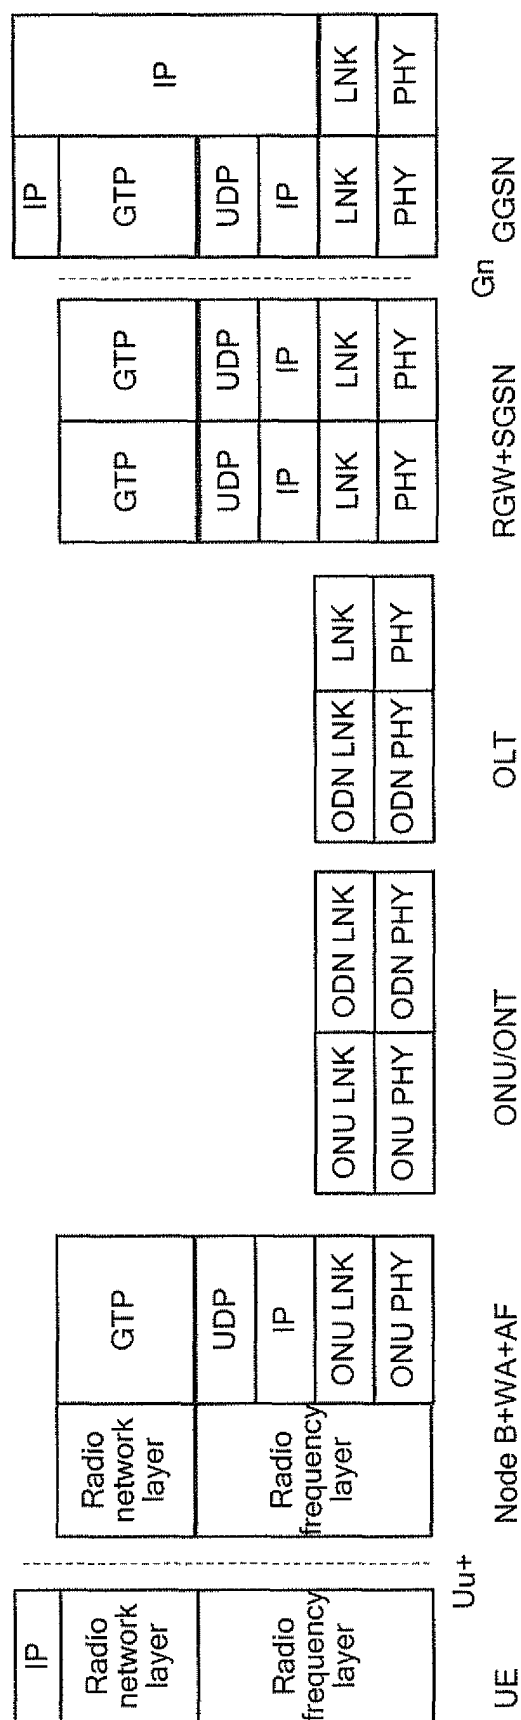 IP
Radio
network
layer
Radio
frequency
layer
UE
Uu+
Radio
network
layer
Radio
frequency
layer
GTP
UDP
IP
ONU LNK
ONU PHY
Node B+WA+AF
ONU LNK
ODN LNK
ONU PHY
ODN PHY
ONU/ONT
ODN LNK
LNK
ODN PHY
PHY
OLT
GTP
GTP
UDP
UDP
IP
IP
LNK
LNK
PHY
PHY
RGW+SGSN
Gn
IP
IP
GTP
UDP
IP
LNK
LNK
PHY
PHY
GGSN